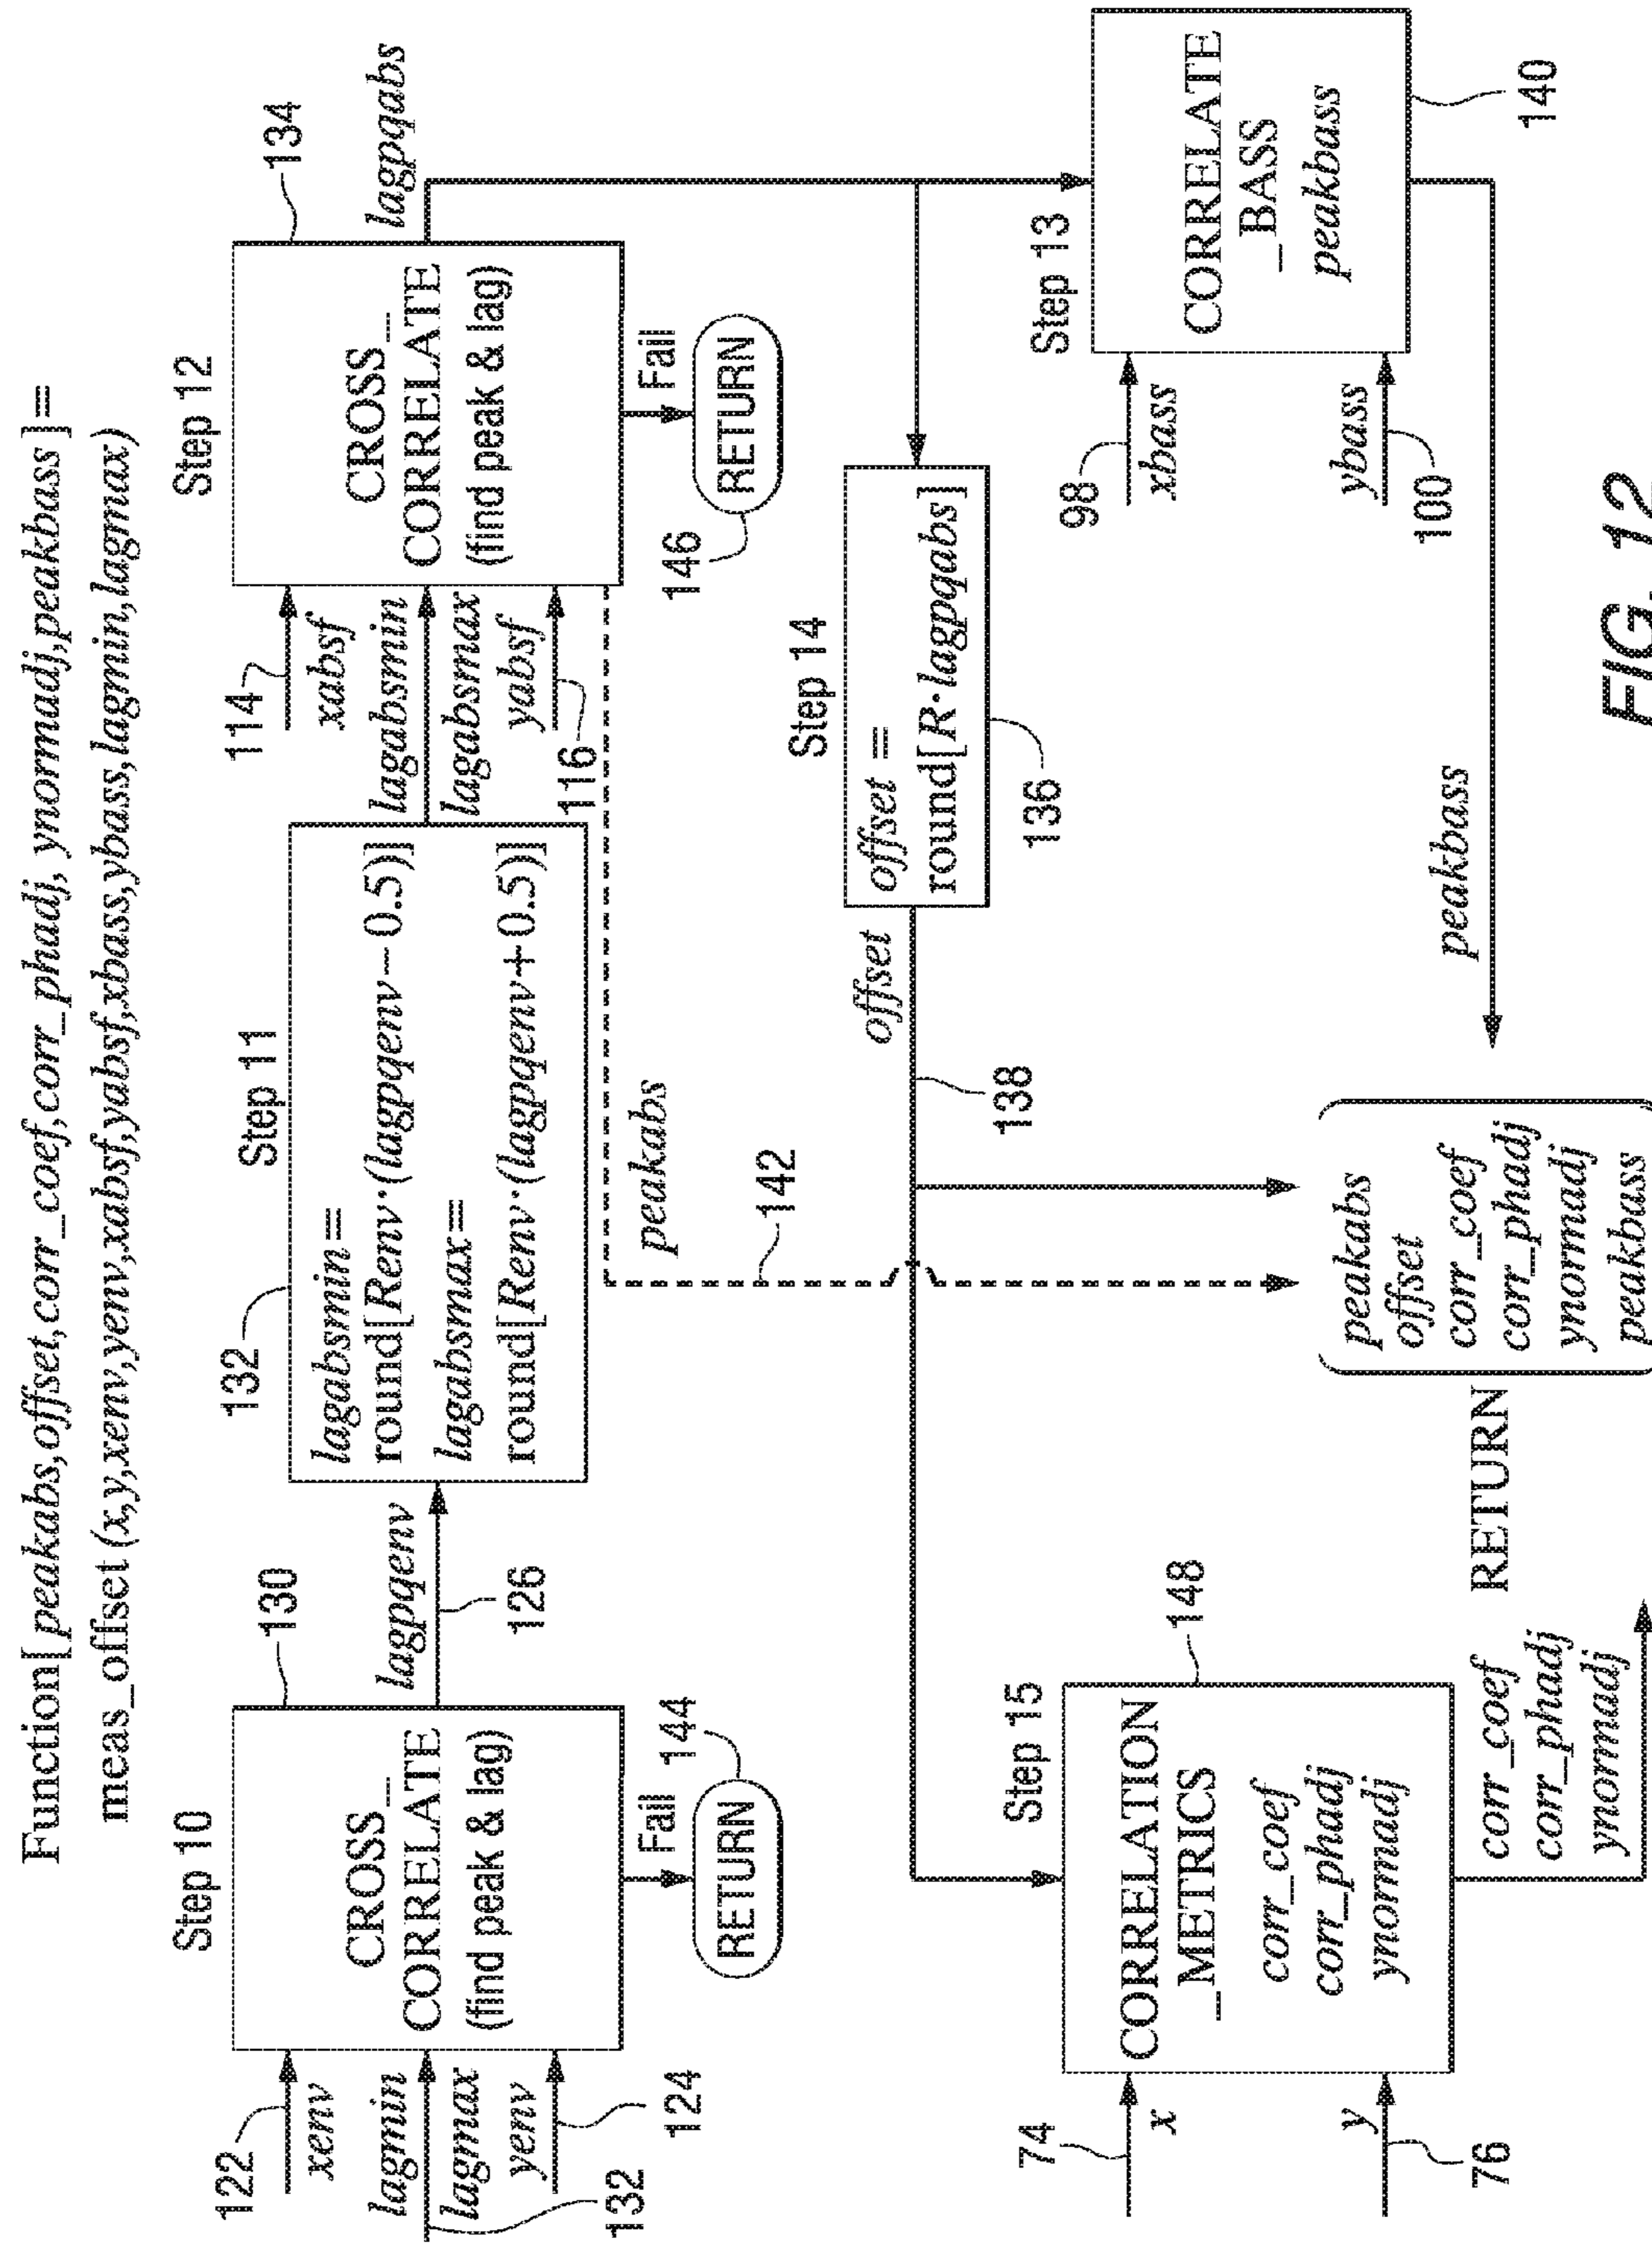 Function[peakabs,offset,corr_coef,corr_phadj, ynormadj,peakbass]=
meas_offset (x,y,xenv,yenv,xabsf,yabsf,xbass,ybass,lagmin,lagmax)
Step 10
130
122
xenv
lagmin
lagmax
yenv
124
132
CROSS_
CORRELATE
(find peak & lag)
Fail
144
RETURN
lagpqenv
126
Step 11
132
lagabsmin=
round[Renv·(lagpqenv−0.5)]
lagabsmax=
round[Renv·(lagpqenv+0.5)]
Step 12
134
114
xabsf
lagabsmin
lagabsmax
yabsf
116
CROSS_
CORRELATE
(find peak & lag)
Fail
146
RETURN
lagpqabs
peakabs
142
Step 14
offset =
round[R·lagpqabs]
136
offset
138
Step 13
98
xbass
ybass
100
CORRELATE
_BASS
peakbass
140
peakbass
Step 15
148
74
x
y
76
CORRELATION
_METRICS
corr_coef
corr_phadj
ynormadj
corr_coef
corr_phadj
ynormadj
RETURN
peakabs
offset
corr_coef
corr_phadj
ynormadj
peakbass
FIG. 12